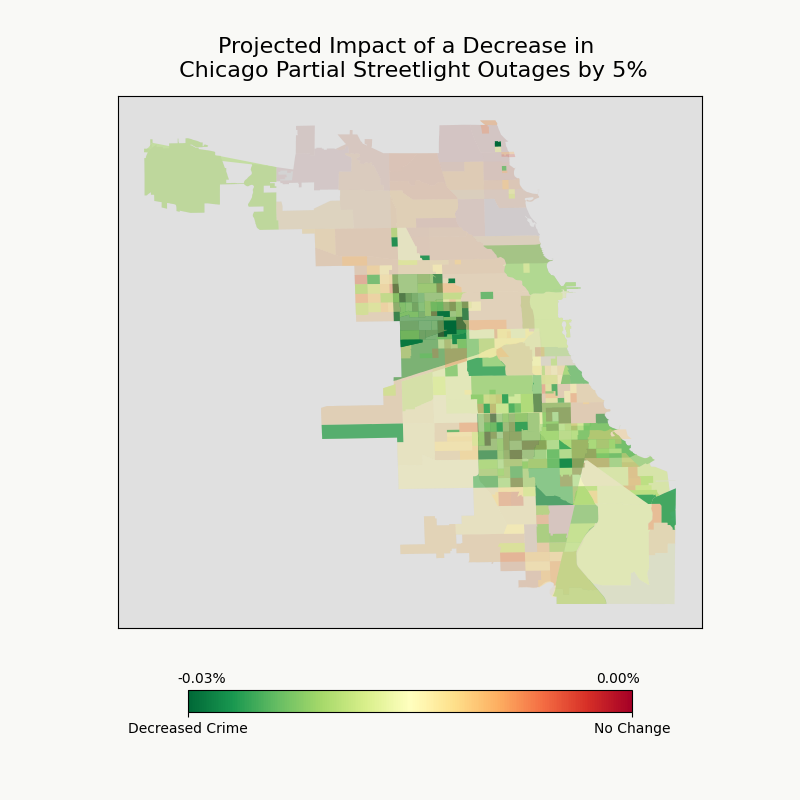 Projected Impact of a Decrease in
Chicago Partial Streetlight Outages by 5%
-0.03%
0.00%
Decreased Crime
No Change